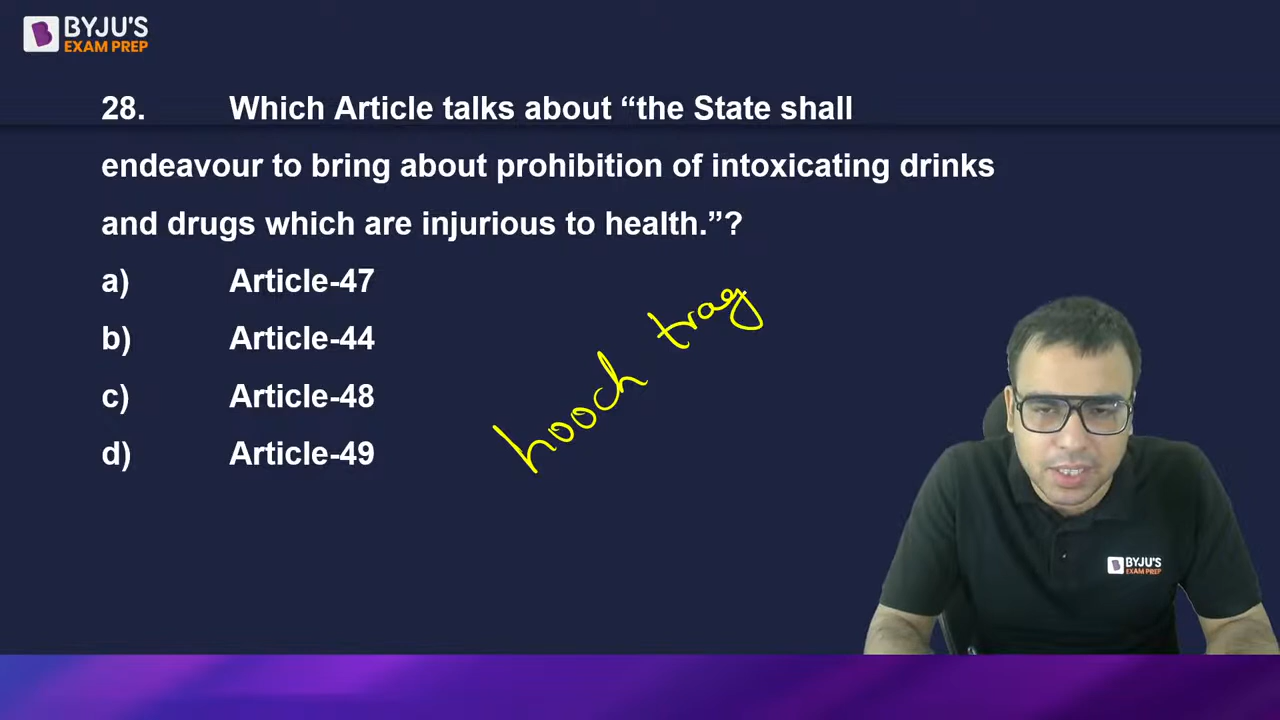 BYJU'S
EXAM PREP
28. Which Article talks about “the State shall
endeavour to bring about prohibition of intoxicating drinks
and drugs which are injurious to health.”?
a) Article-47
b) Article-44
c) Article-48
d) Article-49
hooch trag
BYJU'S
EXAM PREP